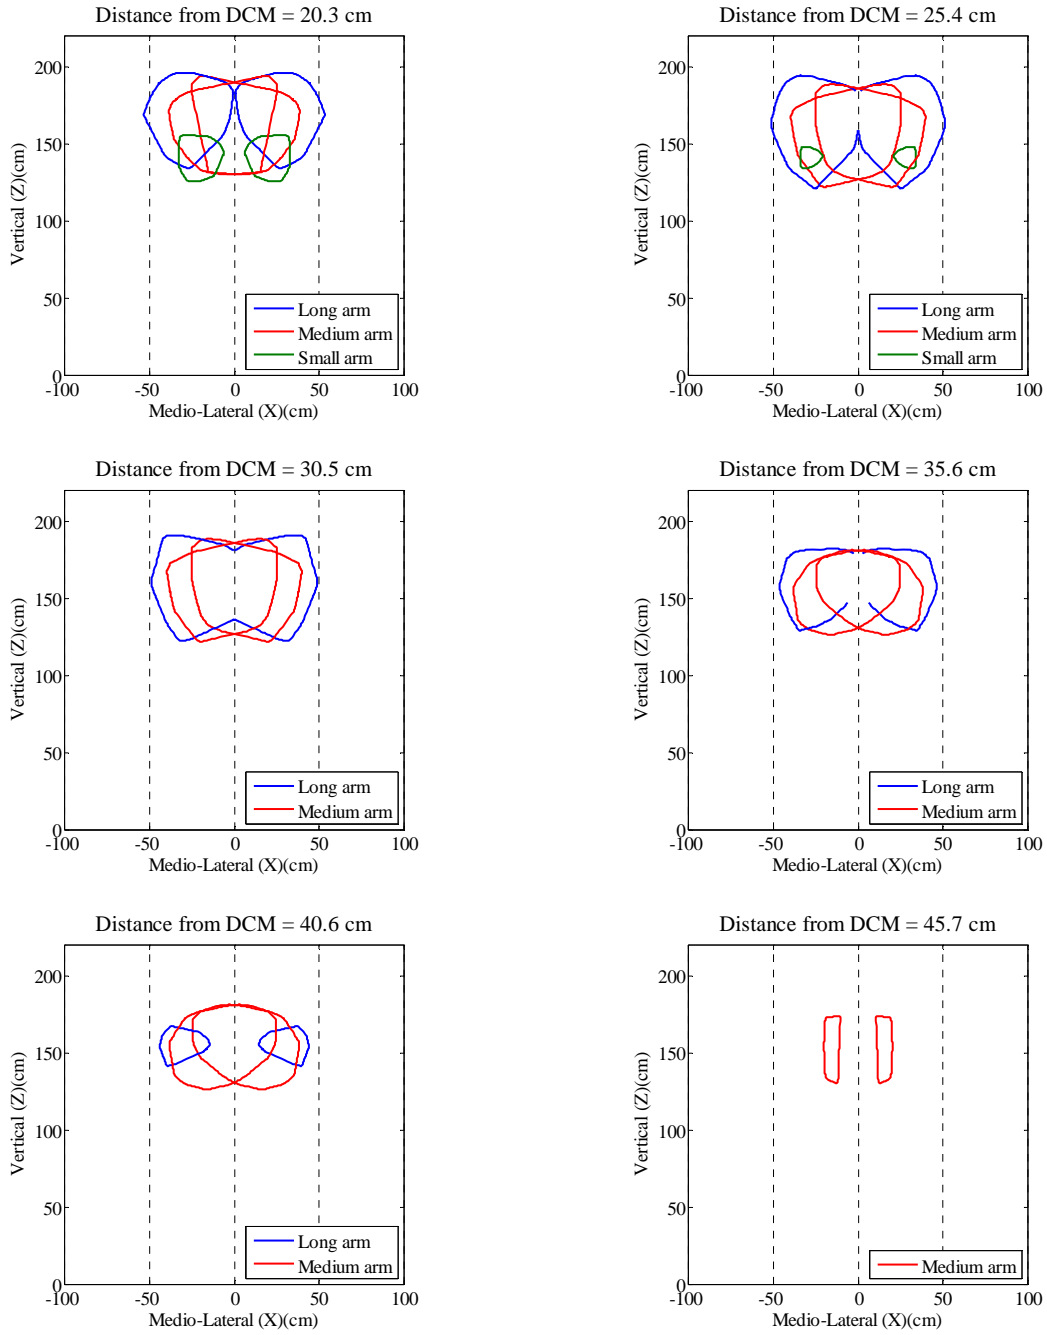 Distance from DCM = 20.3 cm
200
150
100
50
0
Vertical (Z)(cm)
Long arm
Medium arm
Small arm
-100 -50 0 50 100
Medio-Lateral (X)(cm)
Distance from DCM = 25.4 cm
200
150
100
50
0
Vertical (Z)(cm)
Long arm
Medium arm
Small arm
-100 -50 0 50 100
Medio-Lateral (X)(cm)
Distance from DCM = 30.5 cm
200
150
100
50
0
Vertical (Z)(cm)
Long arm
Medium arm
-100 -50 0 50 100
Medio-Lateral (X)(cm)
Distance from DCM = 35.6 cm
200
150
100
50
0
Vertical (Z)(cm)
Long arm
Medium arm
-100 -50 0 50 100
Medio-Lateral (X)(cm)
Distance from DCM = 40.6 cm
200
150
100
50
0
Vertical (Z)(cm)
Long arm
Medium arm
-100 -50 0 50 100
Medio-Lateral (X)(cm)
Distance from DCM = 45.7 cm
200
150
100
50
0
Vertical (Z)(cm)
Medium arm
-100 -50 0 50 100
Medio-Lateral (X)(cm)